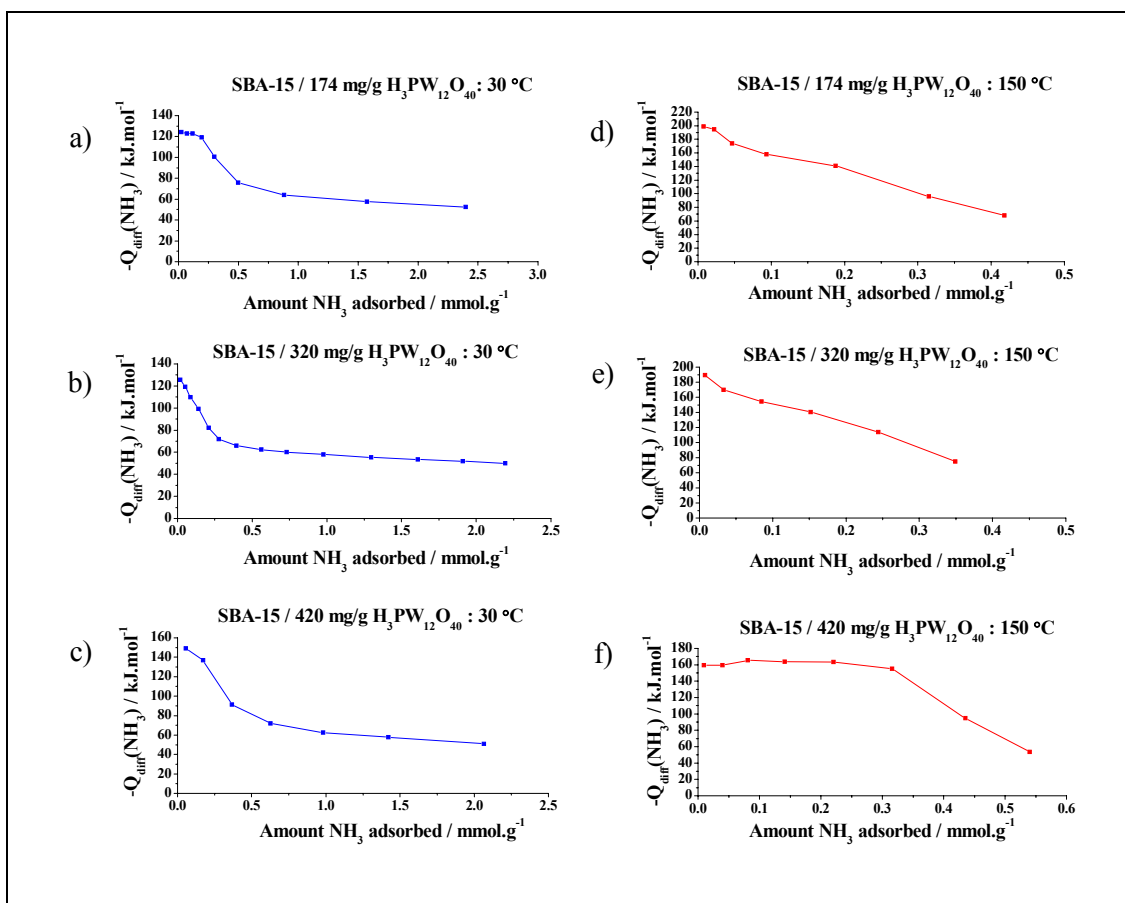 a)
SBA-15 / 174 mg/g H₃PW₁₂O₄₀: 30 °C
-Q_diff(NH₃) / kJ.mol⁻¹
140
120
100
80
60
40
20
0
0.0 0.5 1.0 1.5 2.0 2.5 3.0
Amount NH₃ adsorbed / mmol.g⁻¹
d)
SBA-15 / 174 mg/g H₃PW₁₂O₄₀ : 150 °C
-Q_diff(NH₃) / kJ.mol⁻¹
220
200
180
160
140
120
100
80
60
40
20
0
0.0 0.1 0.2 0.3 0.4 0.5
Amount NH₃ adsorbed / mmol.g⁻¹
b)
SBA-15 / 320 mg/g H₃PW₁₂O₄₀ : 30 °C
-Q_diff(NH₃) / kJ.mol⁻¹
140
120
100
80
60
40
20
0
0.0 0.5 1.0 1.5 2.0 2.5
Amount NH₃ adsorbed / mmol.g⁻¹
e)
SBA-15 / 320 mg/g H₃PW₁₂O₄₀ : 150 °C
-Q_diff(NH₃) / kJ.mol⁻¹
200
180
160
140
120
100
80
60
40
20
0
0.0 0.1 0.2 0.3 0.4 0.5
Amount NH₃ adsorbed / mmol.g⁻¹
c)
SBA-15 / 420 mg/g H₃PW₁₂O₄₀ : 30 °C
-Q_diff(NH₃) / kJ.mol⁻¹
160
140
120
100
80
60
40
20
0
0.0 0.5 1.0 1.5 2.0 2.5
Amount NH₃ adsorbed / mmol.g⁻¹
f)
SBA-15 / 420 mg/g H₃PW₁₂O₄₀ : 150 °C
-Q_diff(NH₃) / kJ.mol⁻¹
180
160
140
120
100
80
60
40
20
0
0.0 0.1 0.2 0.3 0.4 0.5 0.6
Amount NH₃ adsorbed / mmol.g⁻¹